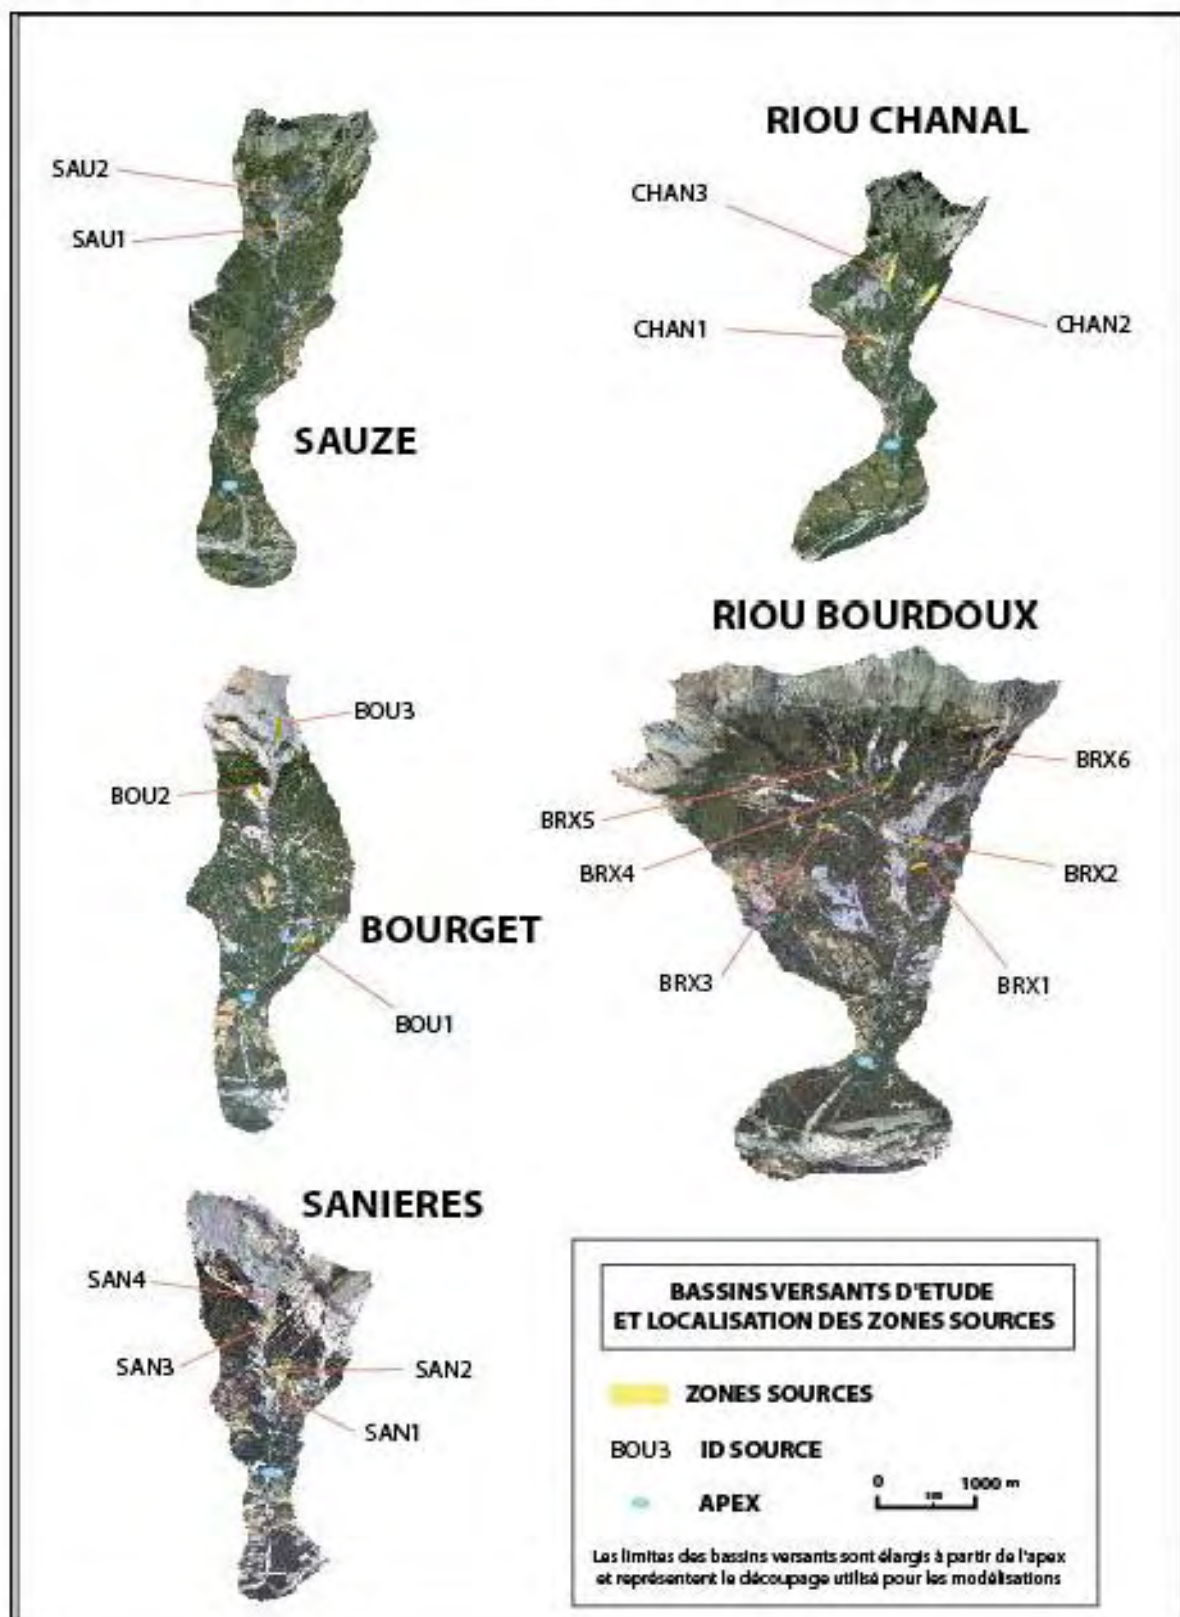 RIOU CHANAL
SAU2
CHAN3
SAU1
CHAN1
CHAN2
SAUZE
RIOU BOURDOUX
BOU3
BRX6
BOU2
BRX5
BRX4
BRX2
BOURGET
BRX3
BRX1
BOU1
SANIERES
SAN4
SAN3
SAN2
SAN1
BASSINS VERSANTS D'ETUDE
ET LOCALISATION DES ZONES SOURCES
ZONES SOURCES
BOU3 ID SOURCE
0 1000 m
APEX
Les limites des bassins versants sont élargis à partir de l'apex
et représentent le découpage utilisé pour les modélisations